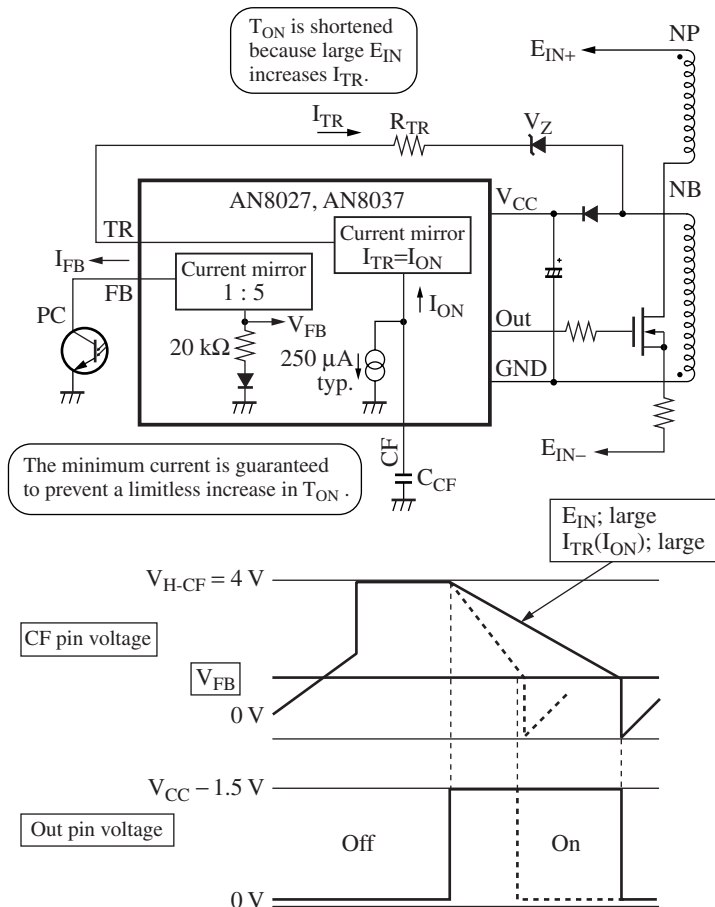 T_ON is shortened
because large E_IN
increases I_TR.
NP
E_IN+
I_TR
R_TR
V_Z
NB
AN8027, AN8037
V_CC
TR
Current mirror
I_TR=I_ON
I_FB
FB
Current mirror
1 : 5
I_ON
PC
V_FB
Out
20 kΩ
250 μA
typ.
GND
+
CF
C_CF
E_IN−
The minimum current is guaranteed
to prevent a limitless increase in T_ON .
E_IN; large
I_TR(I_ON); large
V_H-CF = 4 V
CF pin voltage
V_FB
0 V
V_CC − 1.5 V
Out pin voltage
Off
On
0 V